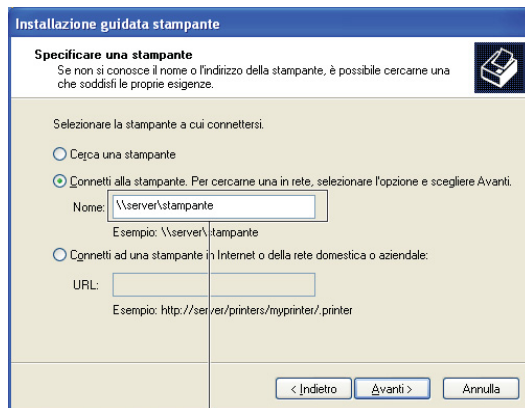 Installazione guidata stampante
Specificare una stampante
Se non si conosce il nome o l'indirizzo della stampante, è possibile cercarne una
che soddisfi le proprie esigenze.
Selezionare la stampante a cui connettersi.
Cerca una stampante
Connetti alla stampante. Per cercarne una in rete, selezionare l'opzione e scegliere Avanti.
Nome: \\server\stampante
Esempio: \\server\stampante
Connetti ad una stampante in Internet o della rete domestica o aziendale:
URL:
Esempio: http://server/printers/myprinter/.printer
< Indietro Avanti > Annulla